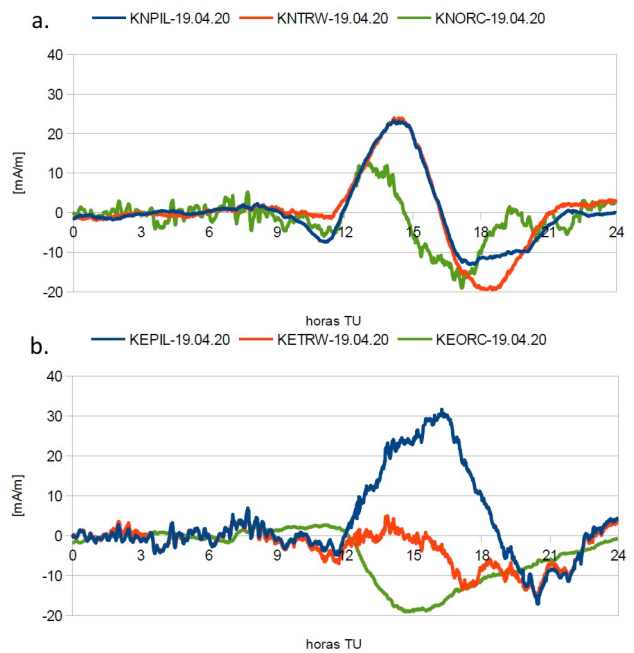 a.
KNPIL-19.04.20 KNTRW-19.04.20 KNORC-19.04.20
40
30
20
10
0
-10
-20
[mA/m]
0 3 6 9 12 15 18 21 24
horas TU
b.
KEPIL-19.04.20 KETRW-19.04.20 KEORC-19.04.20
40
30
20
10
0
-10
-20
[mA/m]
0 3 6 9 12 15 18 21 24
horas TU